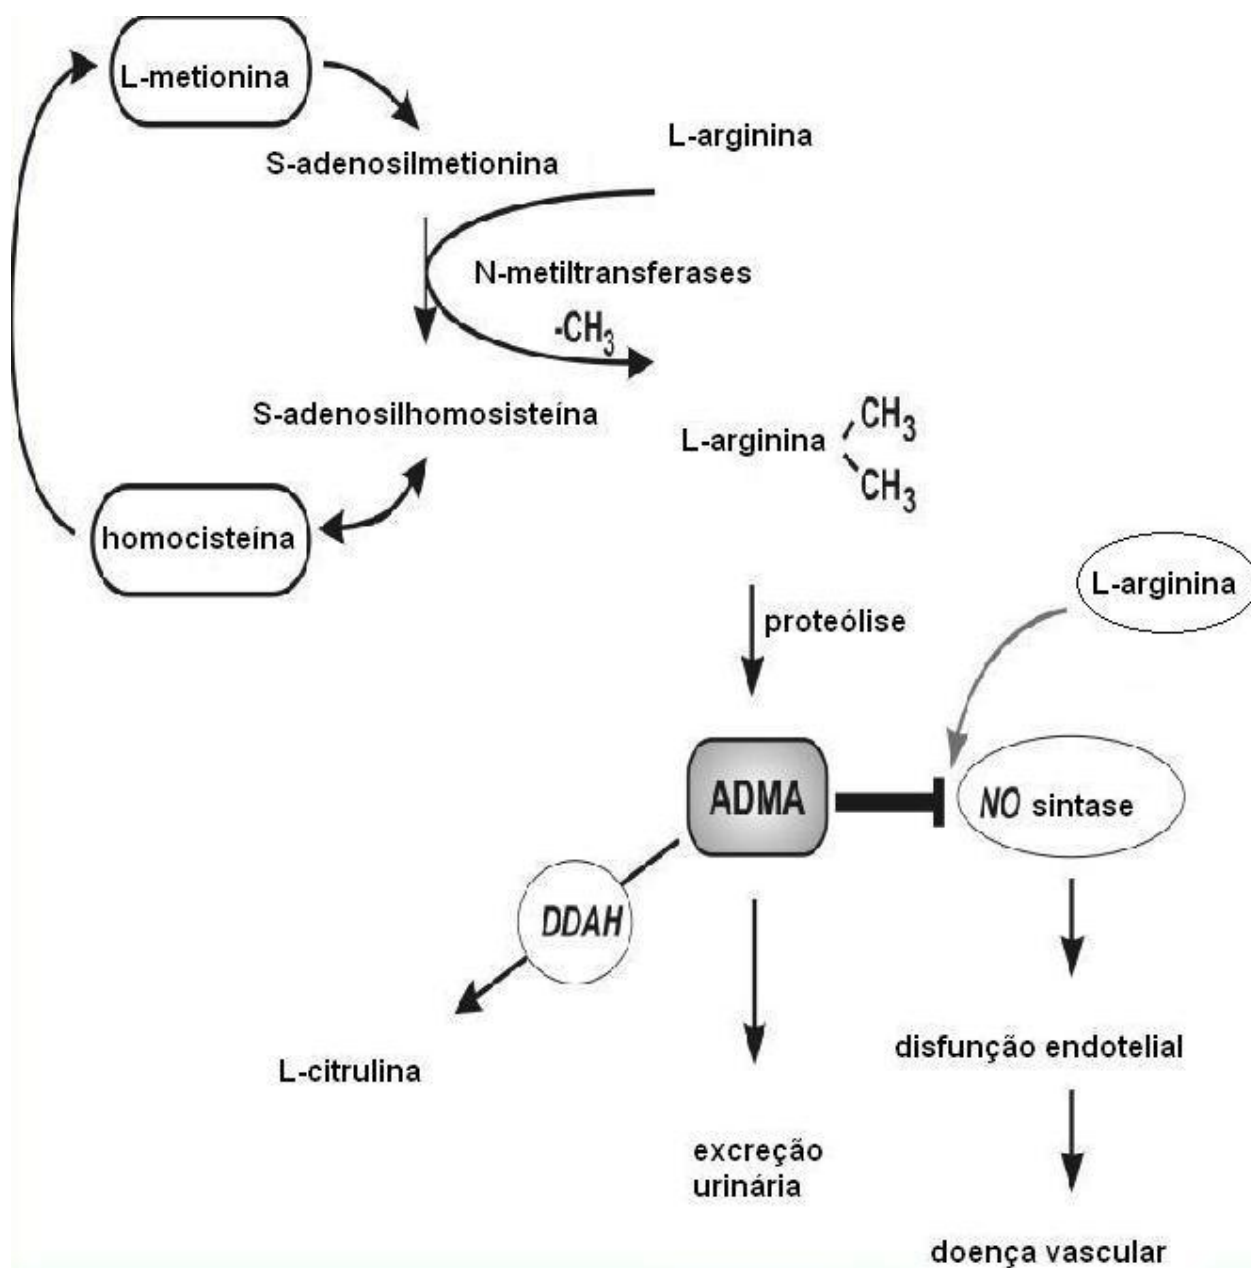 L-metionina
L-arginina
S-adenosilmetionina
N-metiltransferases
-CH3
S-adenosilhomosisteína
CH3
L-arginina
CH3
homocisteína
L-arginina
proteólise
ADMA
NO sintase
DDAH
disfunção endotelial
L-citrulina
excreção
urinária
doença vascular